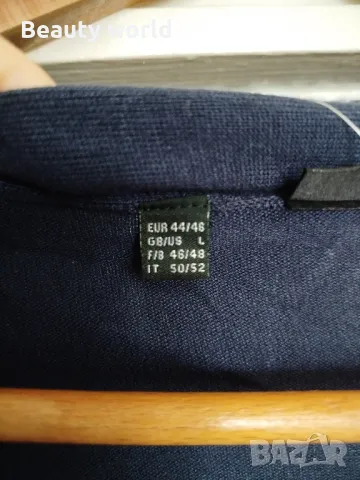 Beauty World
EUR 44/46
GB/US L
F/B 46/48
IT 50/52
BAZAR